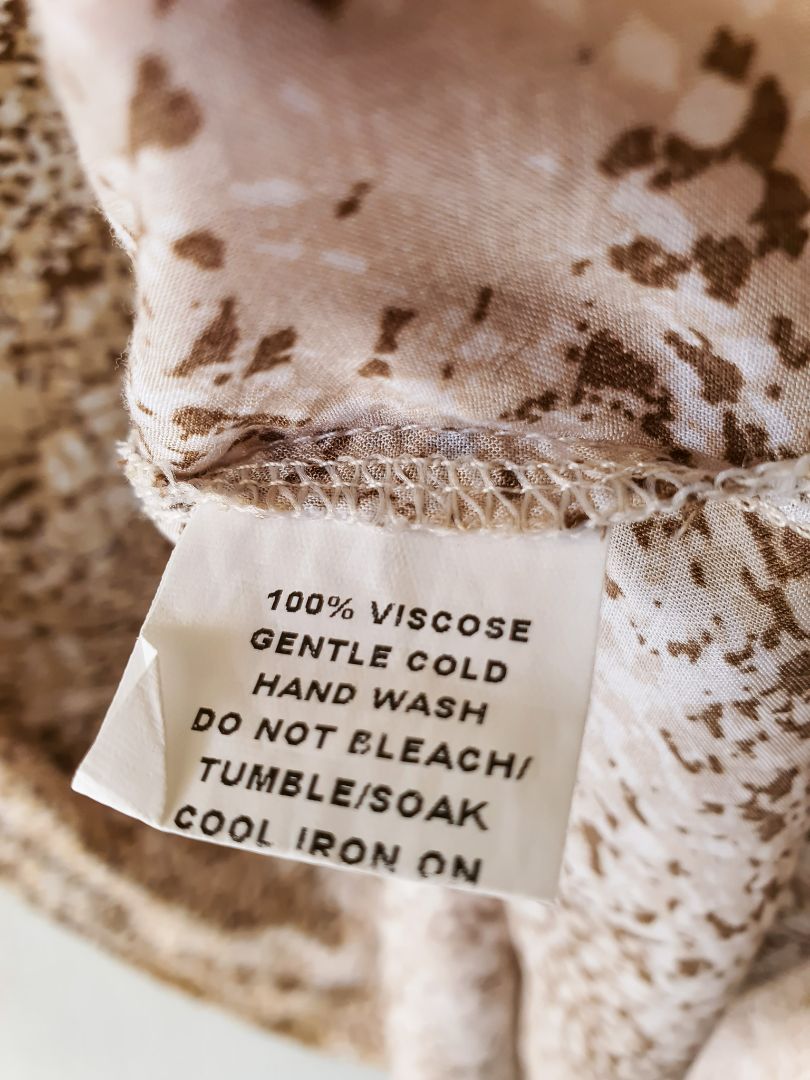 100% VISCOSE
GENTLE COLD
HAND WASH
DO NOT BLEACH/
TUMBLE/SOAK
COOL IRON ON